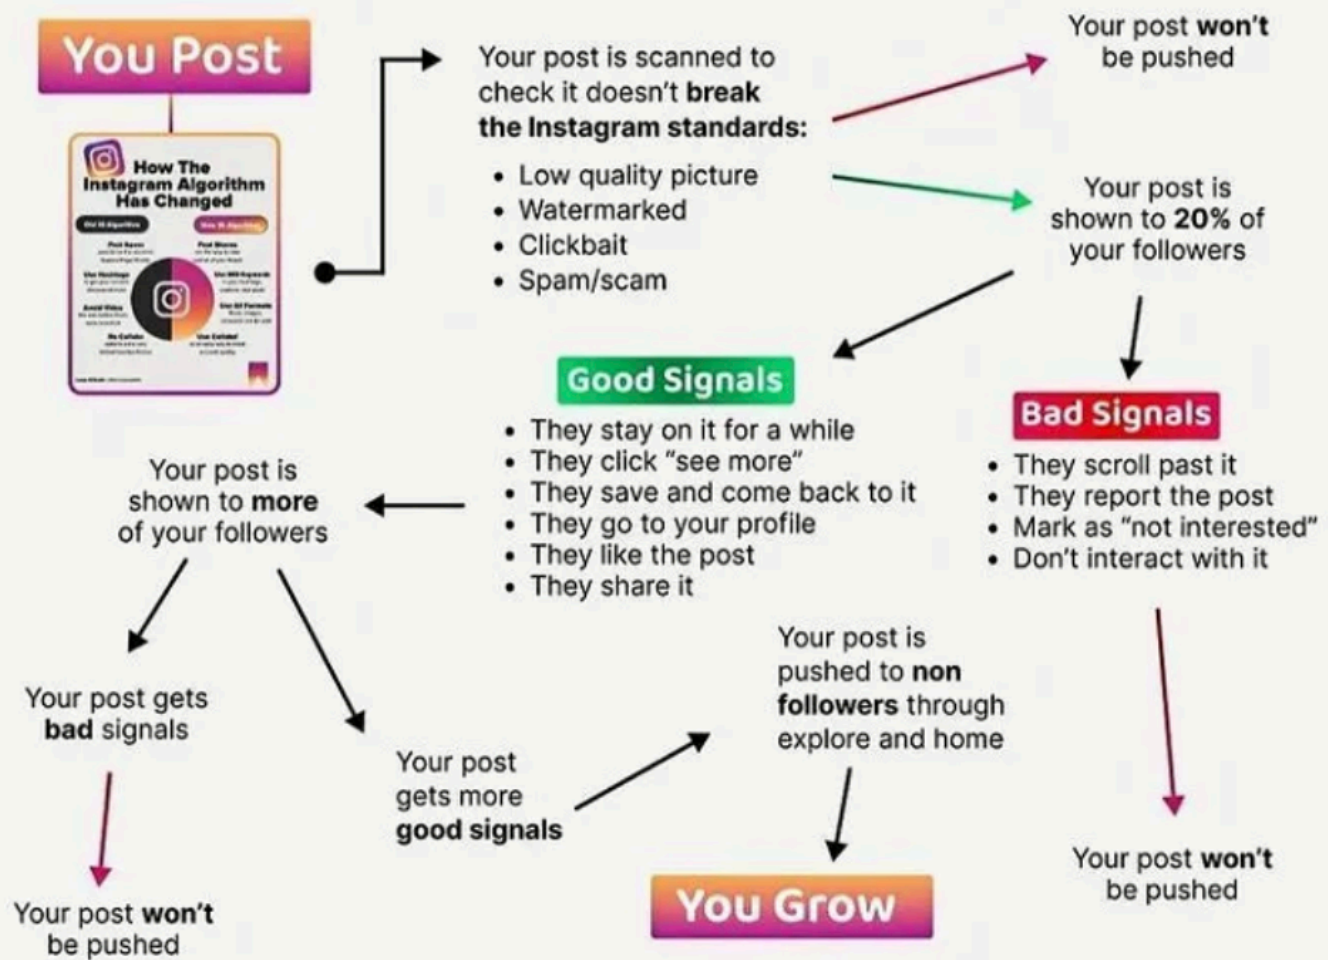 You Post
How The
Instagram Algorithm
Has Changed
Your post is scanned to
check it doesn't break
the Instagram standards:
• Low quality picture
• Watermarked
• Clickbait
• Spam/scam
Your post won't
be pushed
Your post is
shown to 20% of
your followers
Good Signals
• They stay on it for a while
• They click "see more"
• They save and come back to it
• They go to your profile
• They like the post
• They share it
Bad Signals
• They scroll past it
• They report the post
• Mark as "not interested"
• Don't interact with it
Your post is
shown to more
of your followers
Your post gets
bad signals
Your post won't
be pushed
Your post
gets more
good signals
Your post is
pushed to non
followers through
explore and home
You Grow
Your post won't
be pushed